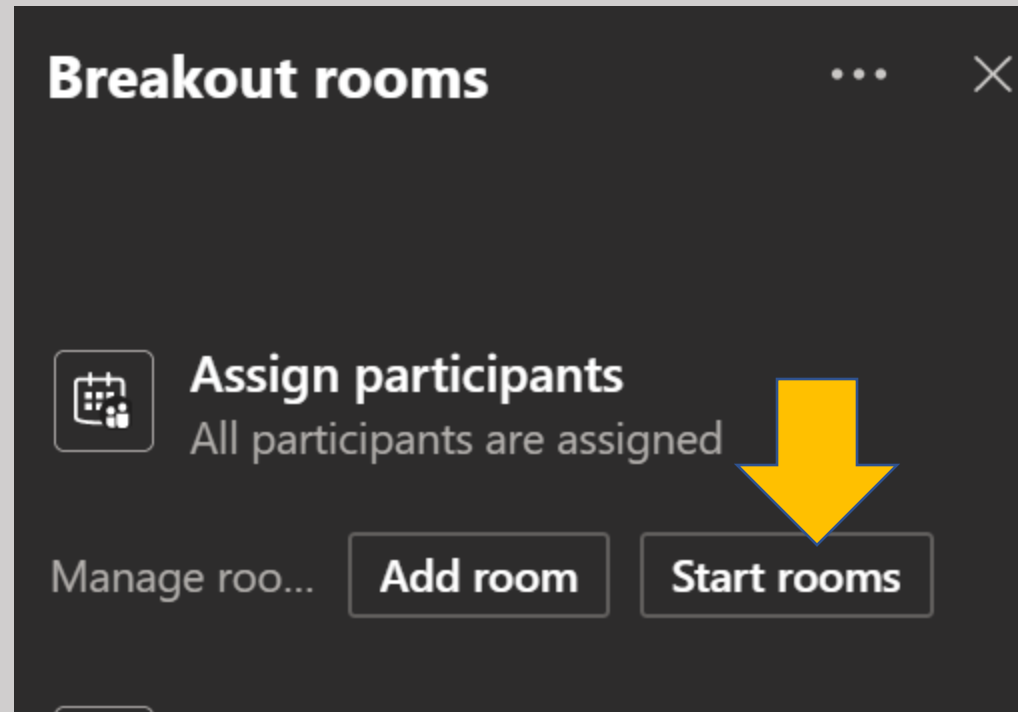 Breakout rooms
Assign participants
All participants are assigned
Manage roo... Add room Start rooms